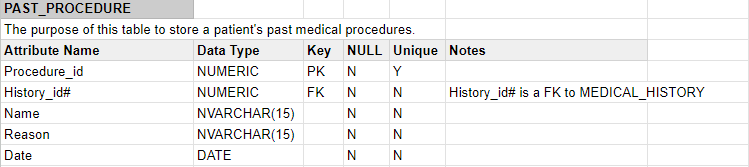 PAST_PROCEDURE
The purpose of this table to store a patient's past medical procedures.
Attribute Name Data Type Key NULL Unique Notes
Procedure_id NUMERIC PK N Y
History_id# NUMERIC FK N N History_id# is a FK to MEDICAL_HISTORY
Name NVARCHAR(15) N N
Reason NVARCHAR(15) N N
Date DATE N N